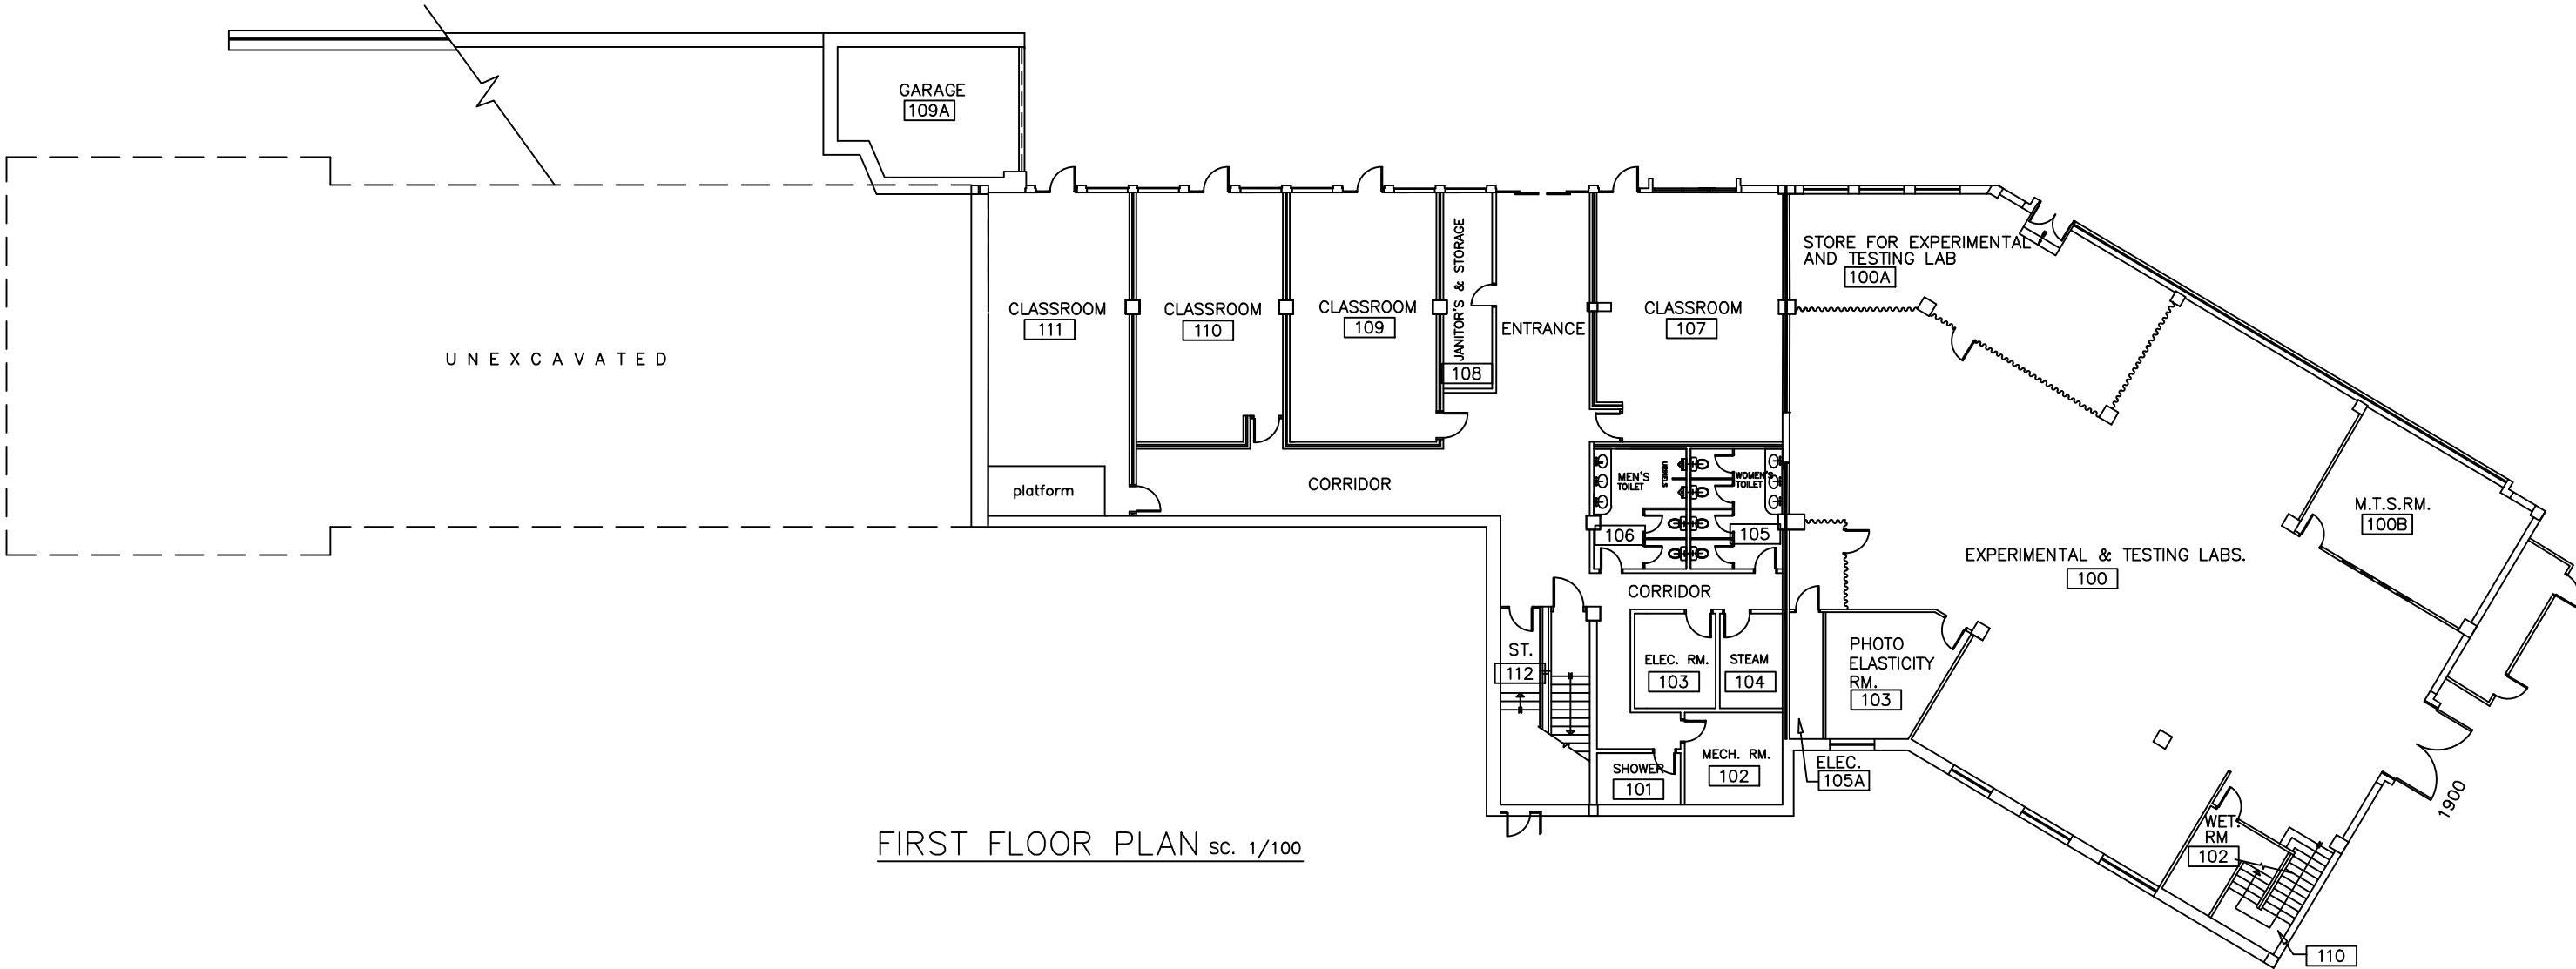 GARAGE
109A
UNEXCAVATED
CLASSROOM
111
platform
CLASSROOM
110
CLASSROOM
109
JANITOR'S & STORAGE
108
ENTRANCE
CLASSROOM
107
STORE FOR EXPERIMENTAL
AND TESTING LAB
100A
CORRIDOR
MEN'S
TOILET
URINELS
106
WOMEN'S
TOILET
105
CORRIDOR
M.T.S.RM.
100B
EXPERIMENTAL & TESTING LABS.
100
ST.
112
ELEC. RM.
103
STEAM
104
PHOTO
ELASTICITY
RM.
103
SHOWER
101
MECH. RM.
102
ELEC.
105A
1900
WET.
RM
102
110
FIRST FLOOR PLAN SC. 1/100